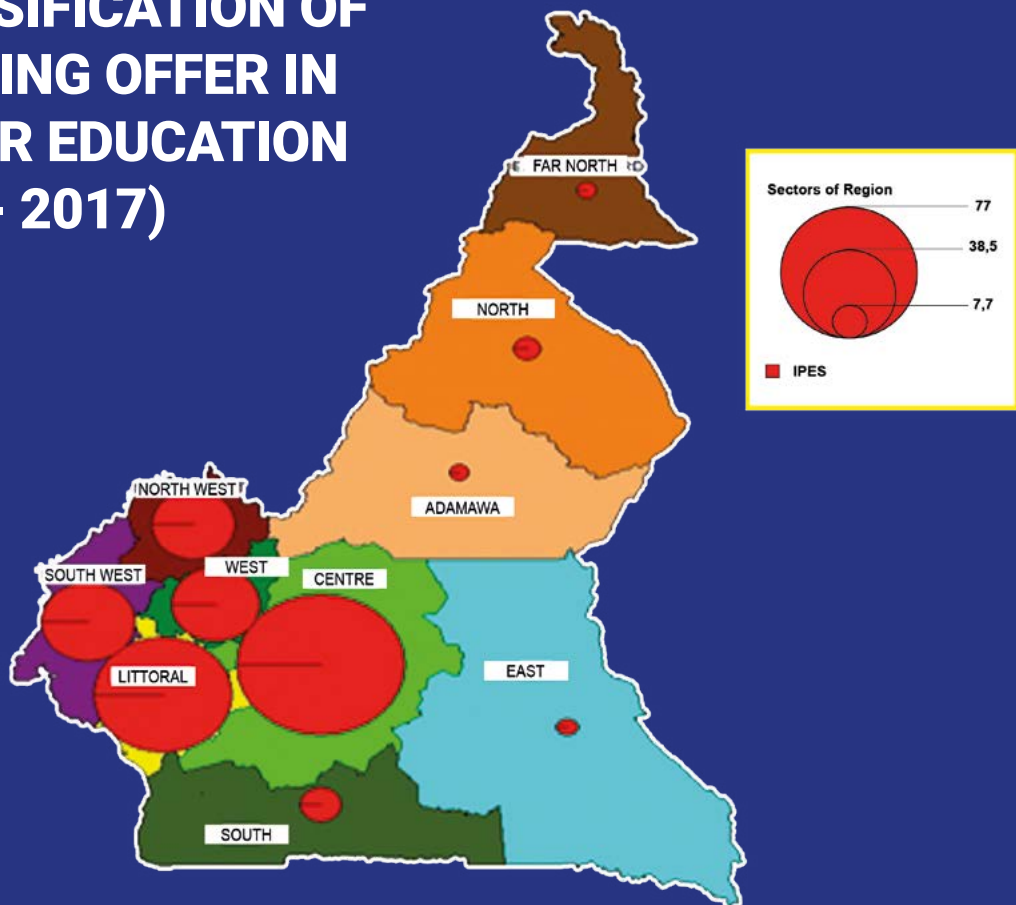 SIFICATION OF
ING OFFER IN
R EDUCATION
2017)
FAR NORTH
NORTH
ADAMAWA
NORTH WEST
WEST
SOUTH WEST
CENTRE
LITTORAL
EAST
SOUTH
Sectors of Region
77
38,5
7,7
IPES